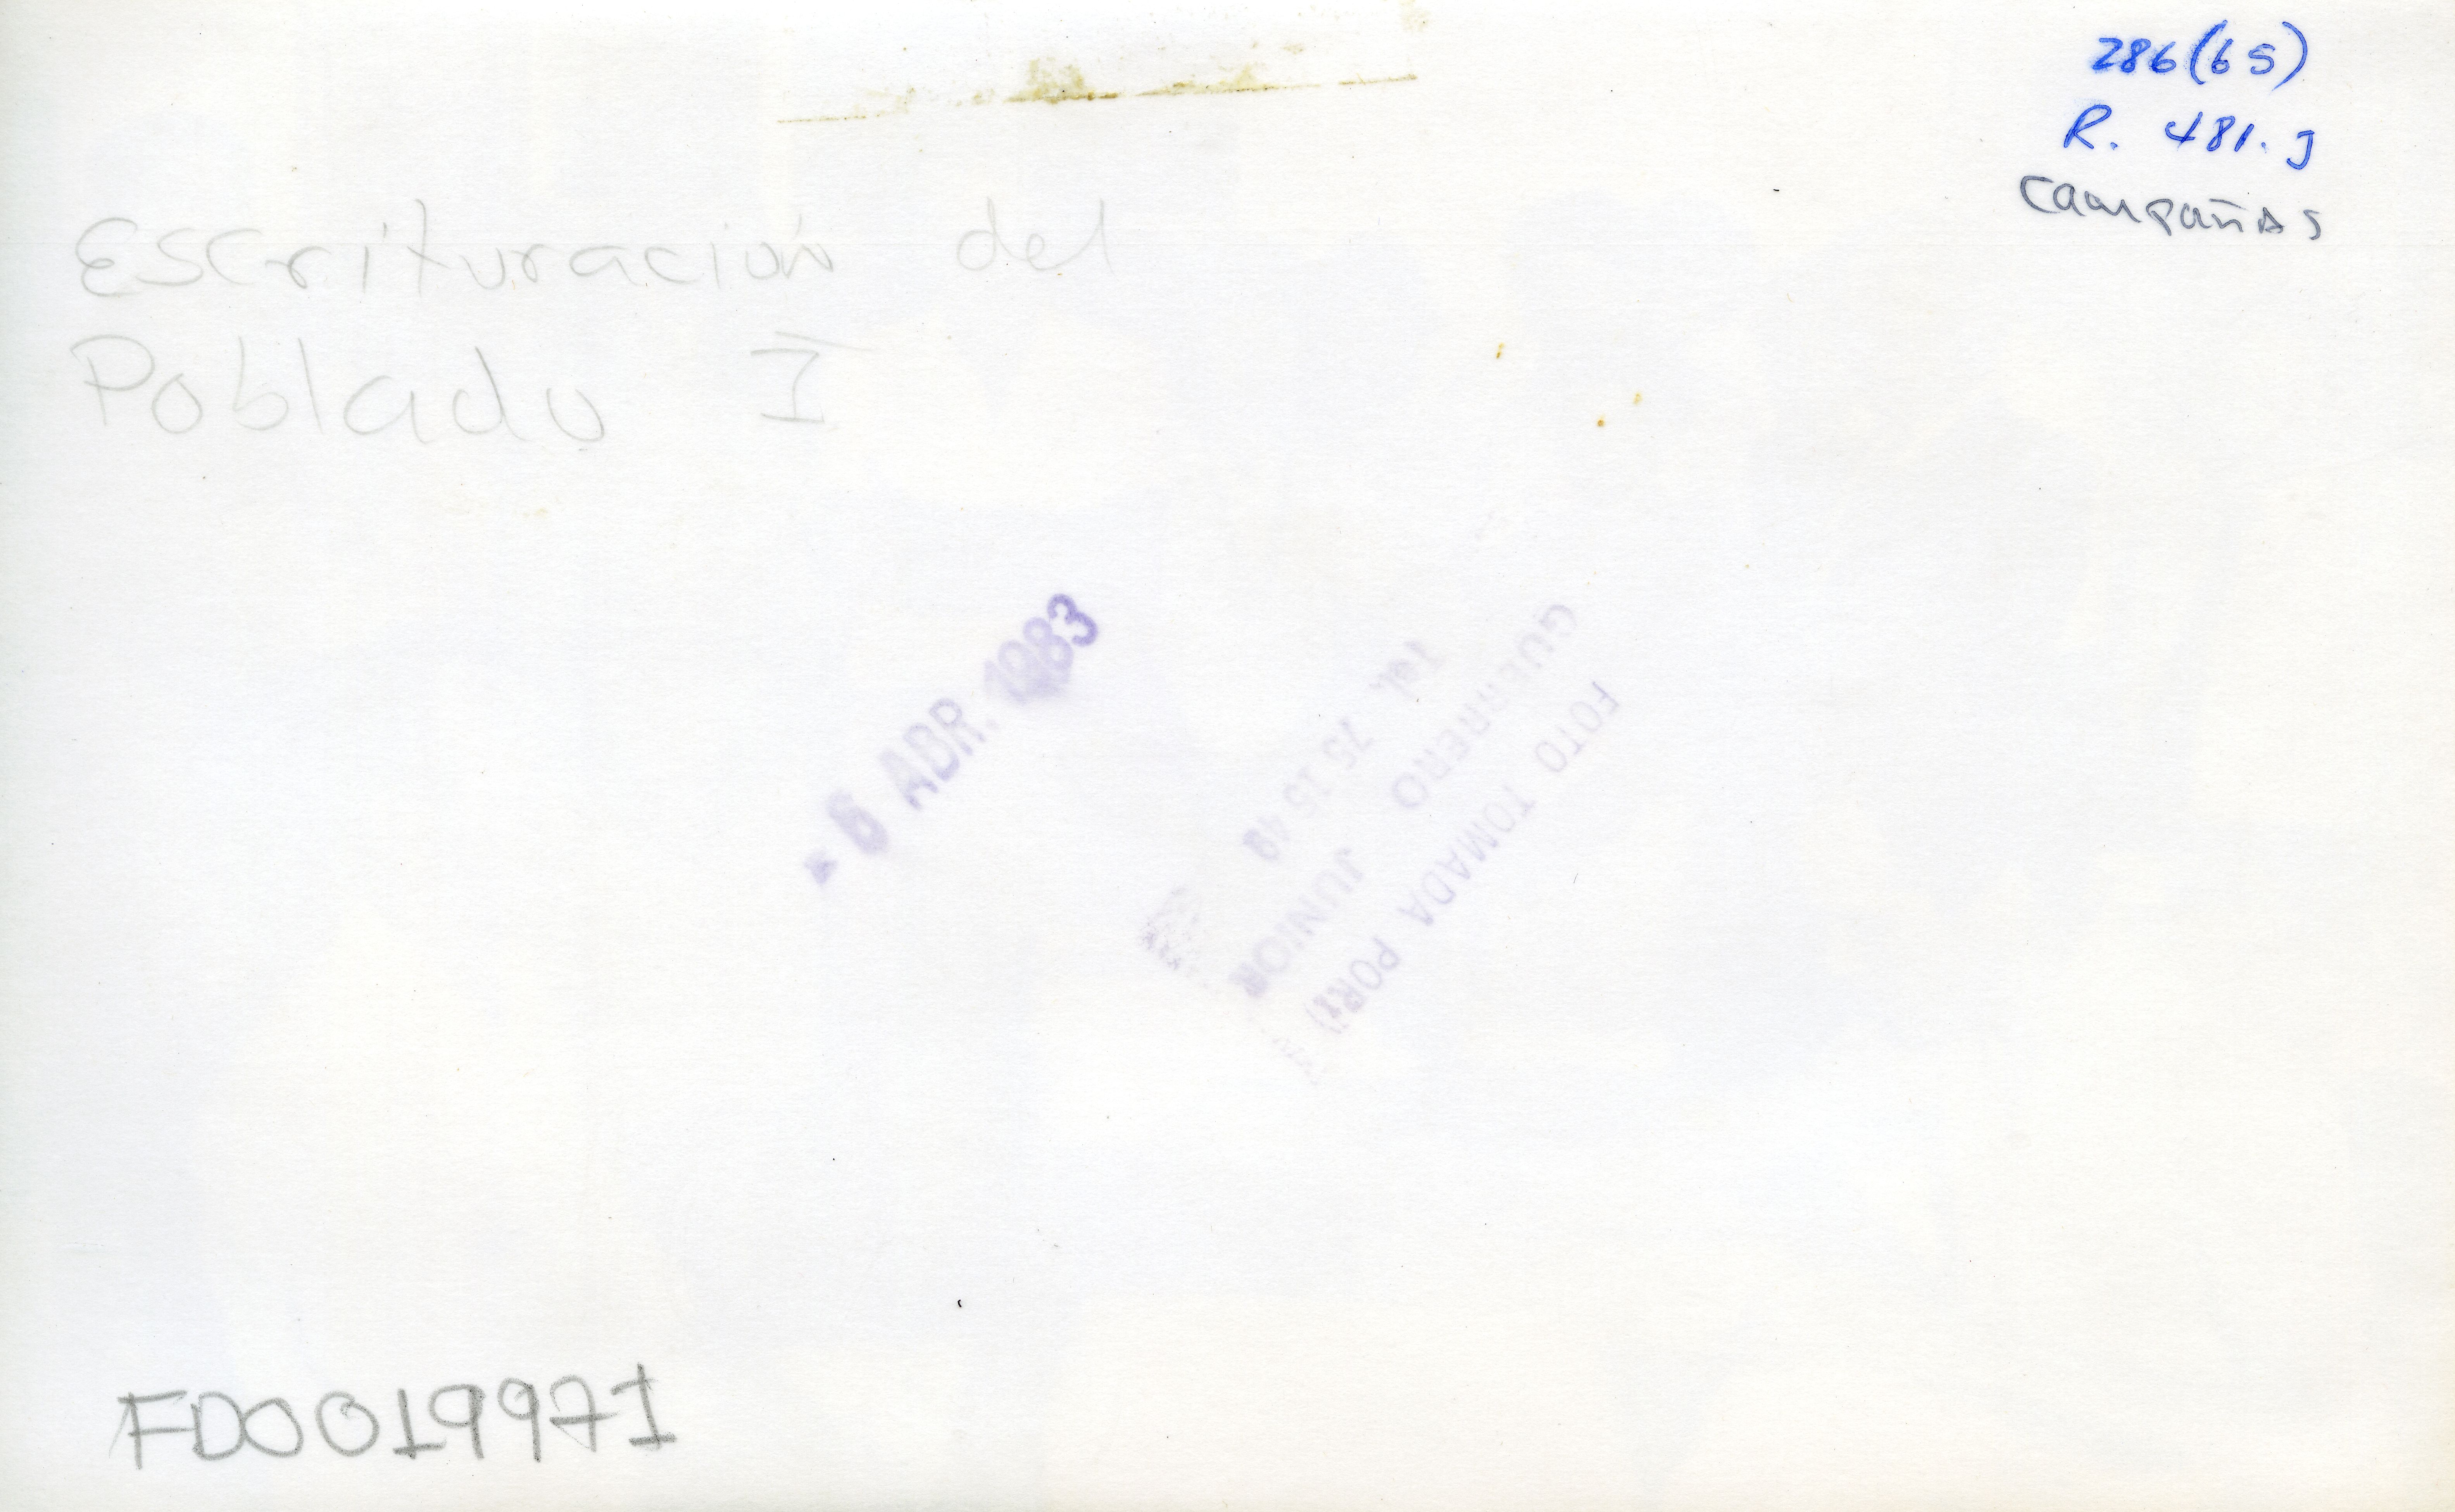 286(65)
R. 481.J
Campañas
Escrituración del
Poblado I
- 6 ABR. 1983
FOTO TOMADA POR:
GUERRERO JUNIOR
Tel. 75 15 40
FD0019971